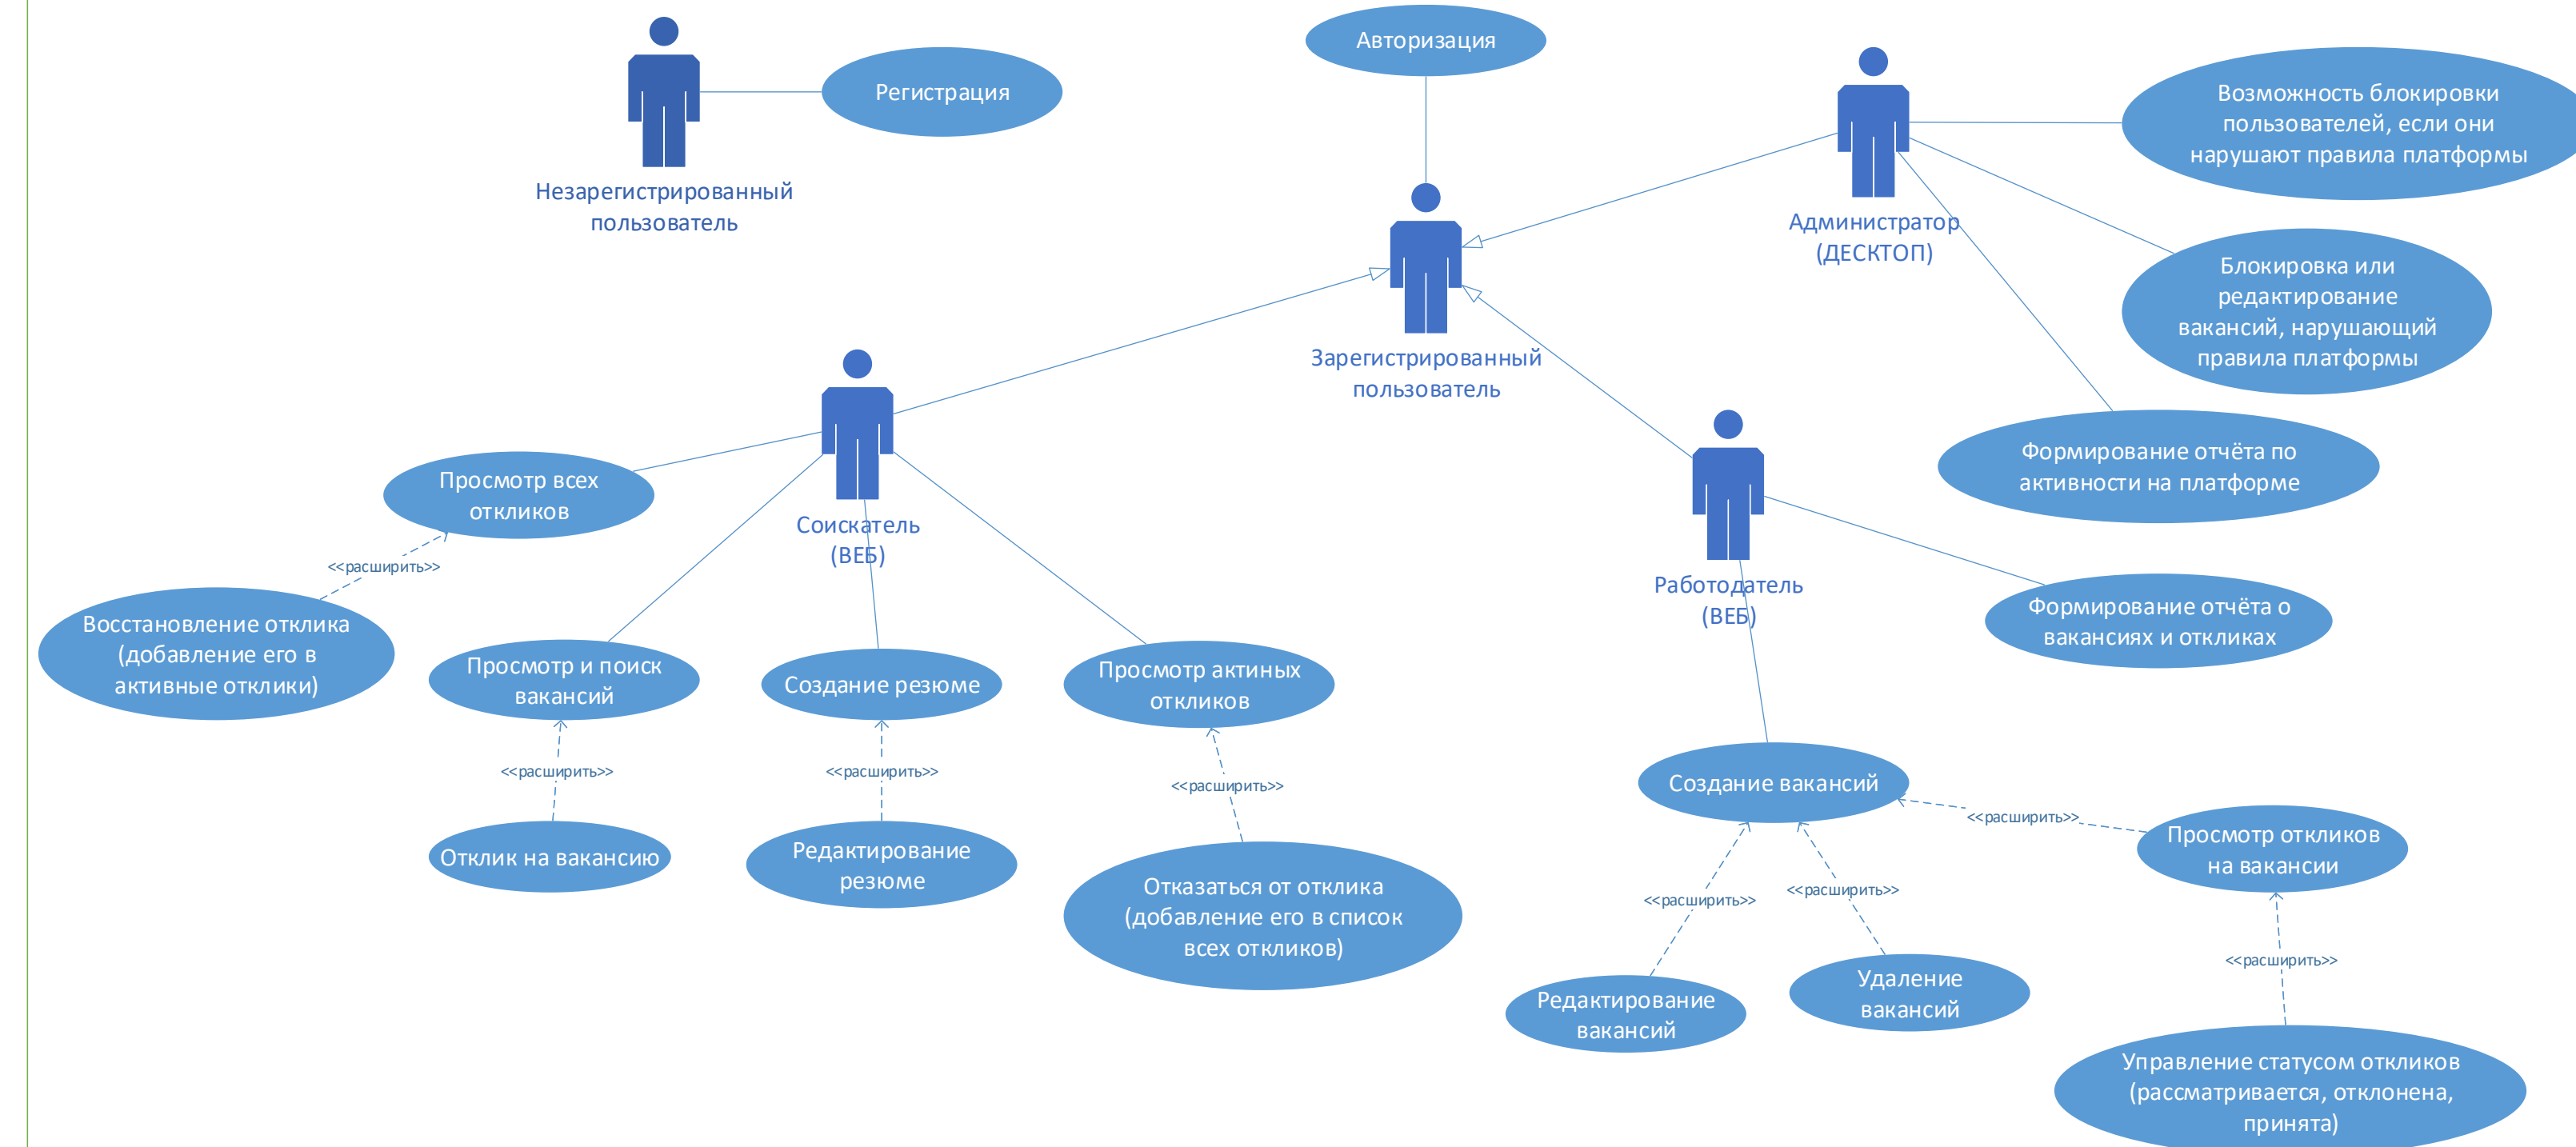 Авторизация
Регистрация
Возможность блокировки
пользователей, если они
нарушают правила платформы
Незарегистрированный
пользователь
Администратор
(ДЕСКТОП)
Блокировка или
редактирование
вакансий, нарушающий
правила платформы
Зарегистрированный
пользователь
Формирование отчёта по
активности на платформе
Просмотр всех
откликов
Соискатель
(ВЕБ)
<<расширить>>
Работодатель
(ВЕБ)
Формирование отчёта о
вакансиях и откликах
Восстановление отклика
(добавление его в
активные отклики)
Просмотр и поиск
вакансий
Создание резюме
Просмотр актиных
откликов
<<расширить>>
<<расширить>>
<<расширить>>
Создание вакансий
<<расширить>>
Просмотр откликов
на вакансии
Отклик на вакансию
Редактирование
резюме
Отказаться от отклика
(добавление его в список
всех откликов)
<<расширить>>
<<расширить>>
<<расширить>>
Редактирование
вакансий
Удаление
вакансий
Управление статусом откликов
(рассматривается, отклонена,
принята)